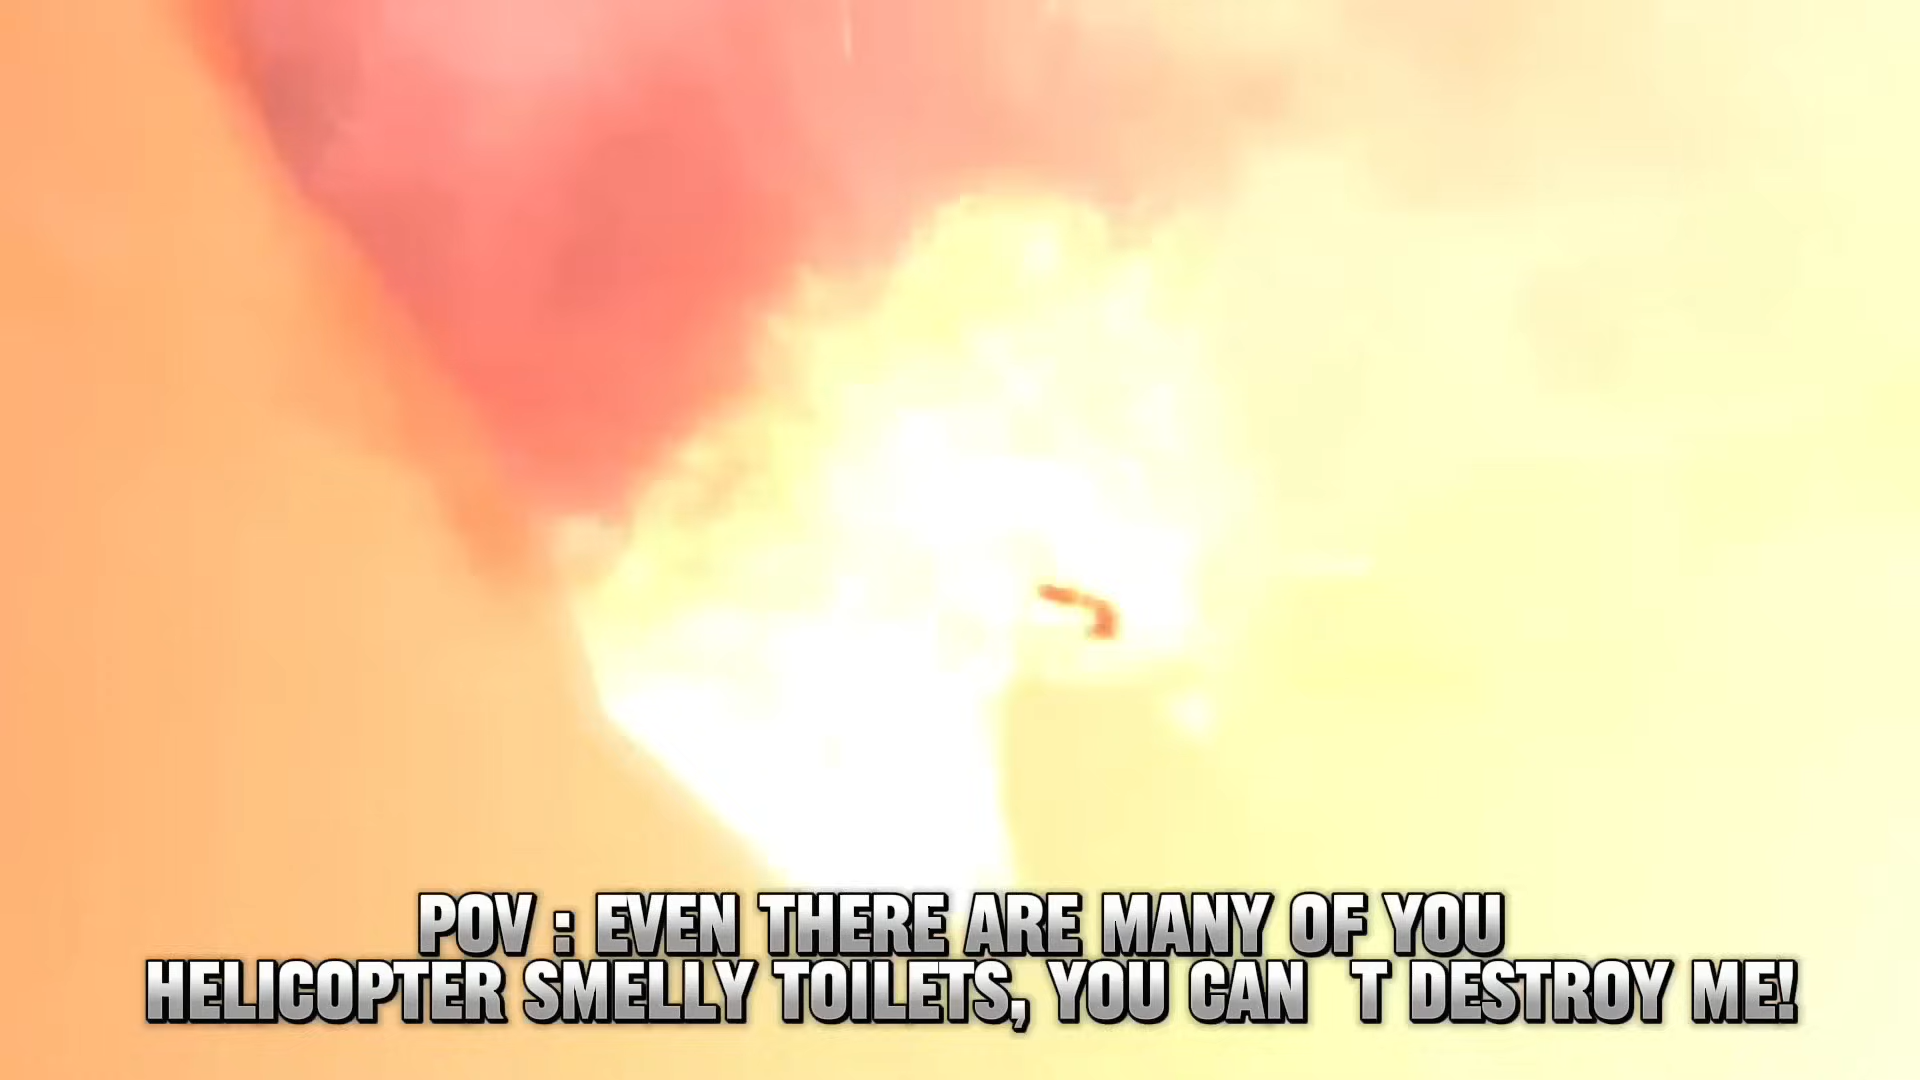 POV : EVEN THERE ARE MANY OF YOU
HELICOPTER SMELLY TOILETS, YOU CAN T DESTROY ME!